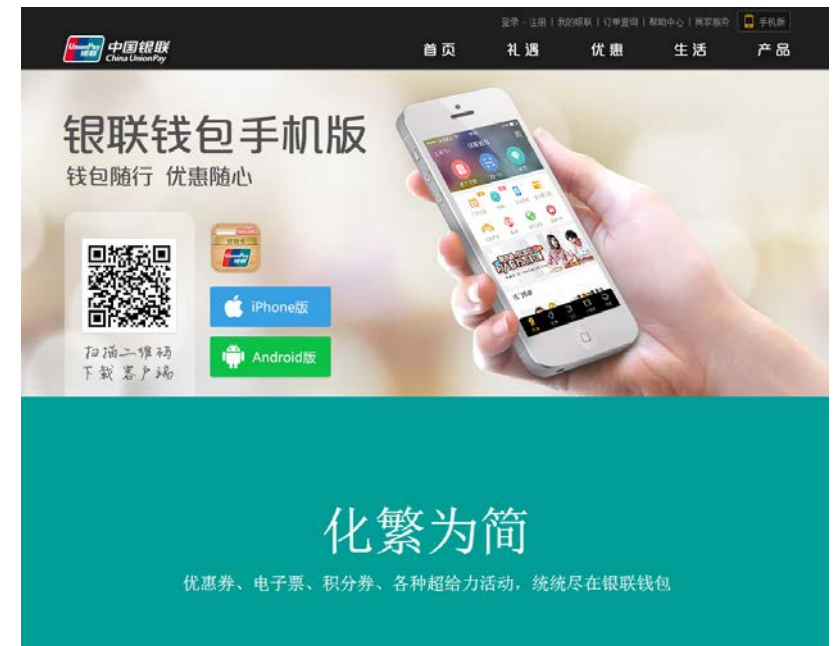 登录 - 注册 | 我的银联 | 订单查询 | 帮助中心 | 商家服务 手机版
UnionPay 银联 中国银联
China UnionPay
首页 礼遇 优惠 生活 产品
银联钱包手机版
钱包随行 优惠随心
iPhone版
Android版
扫描二维码
下载客户端
化繁为简
优惠券、电子票、积分券、各种超给力活动，统统尽在银联钱包